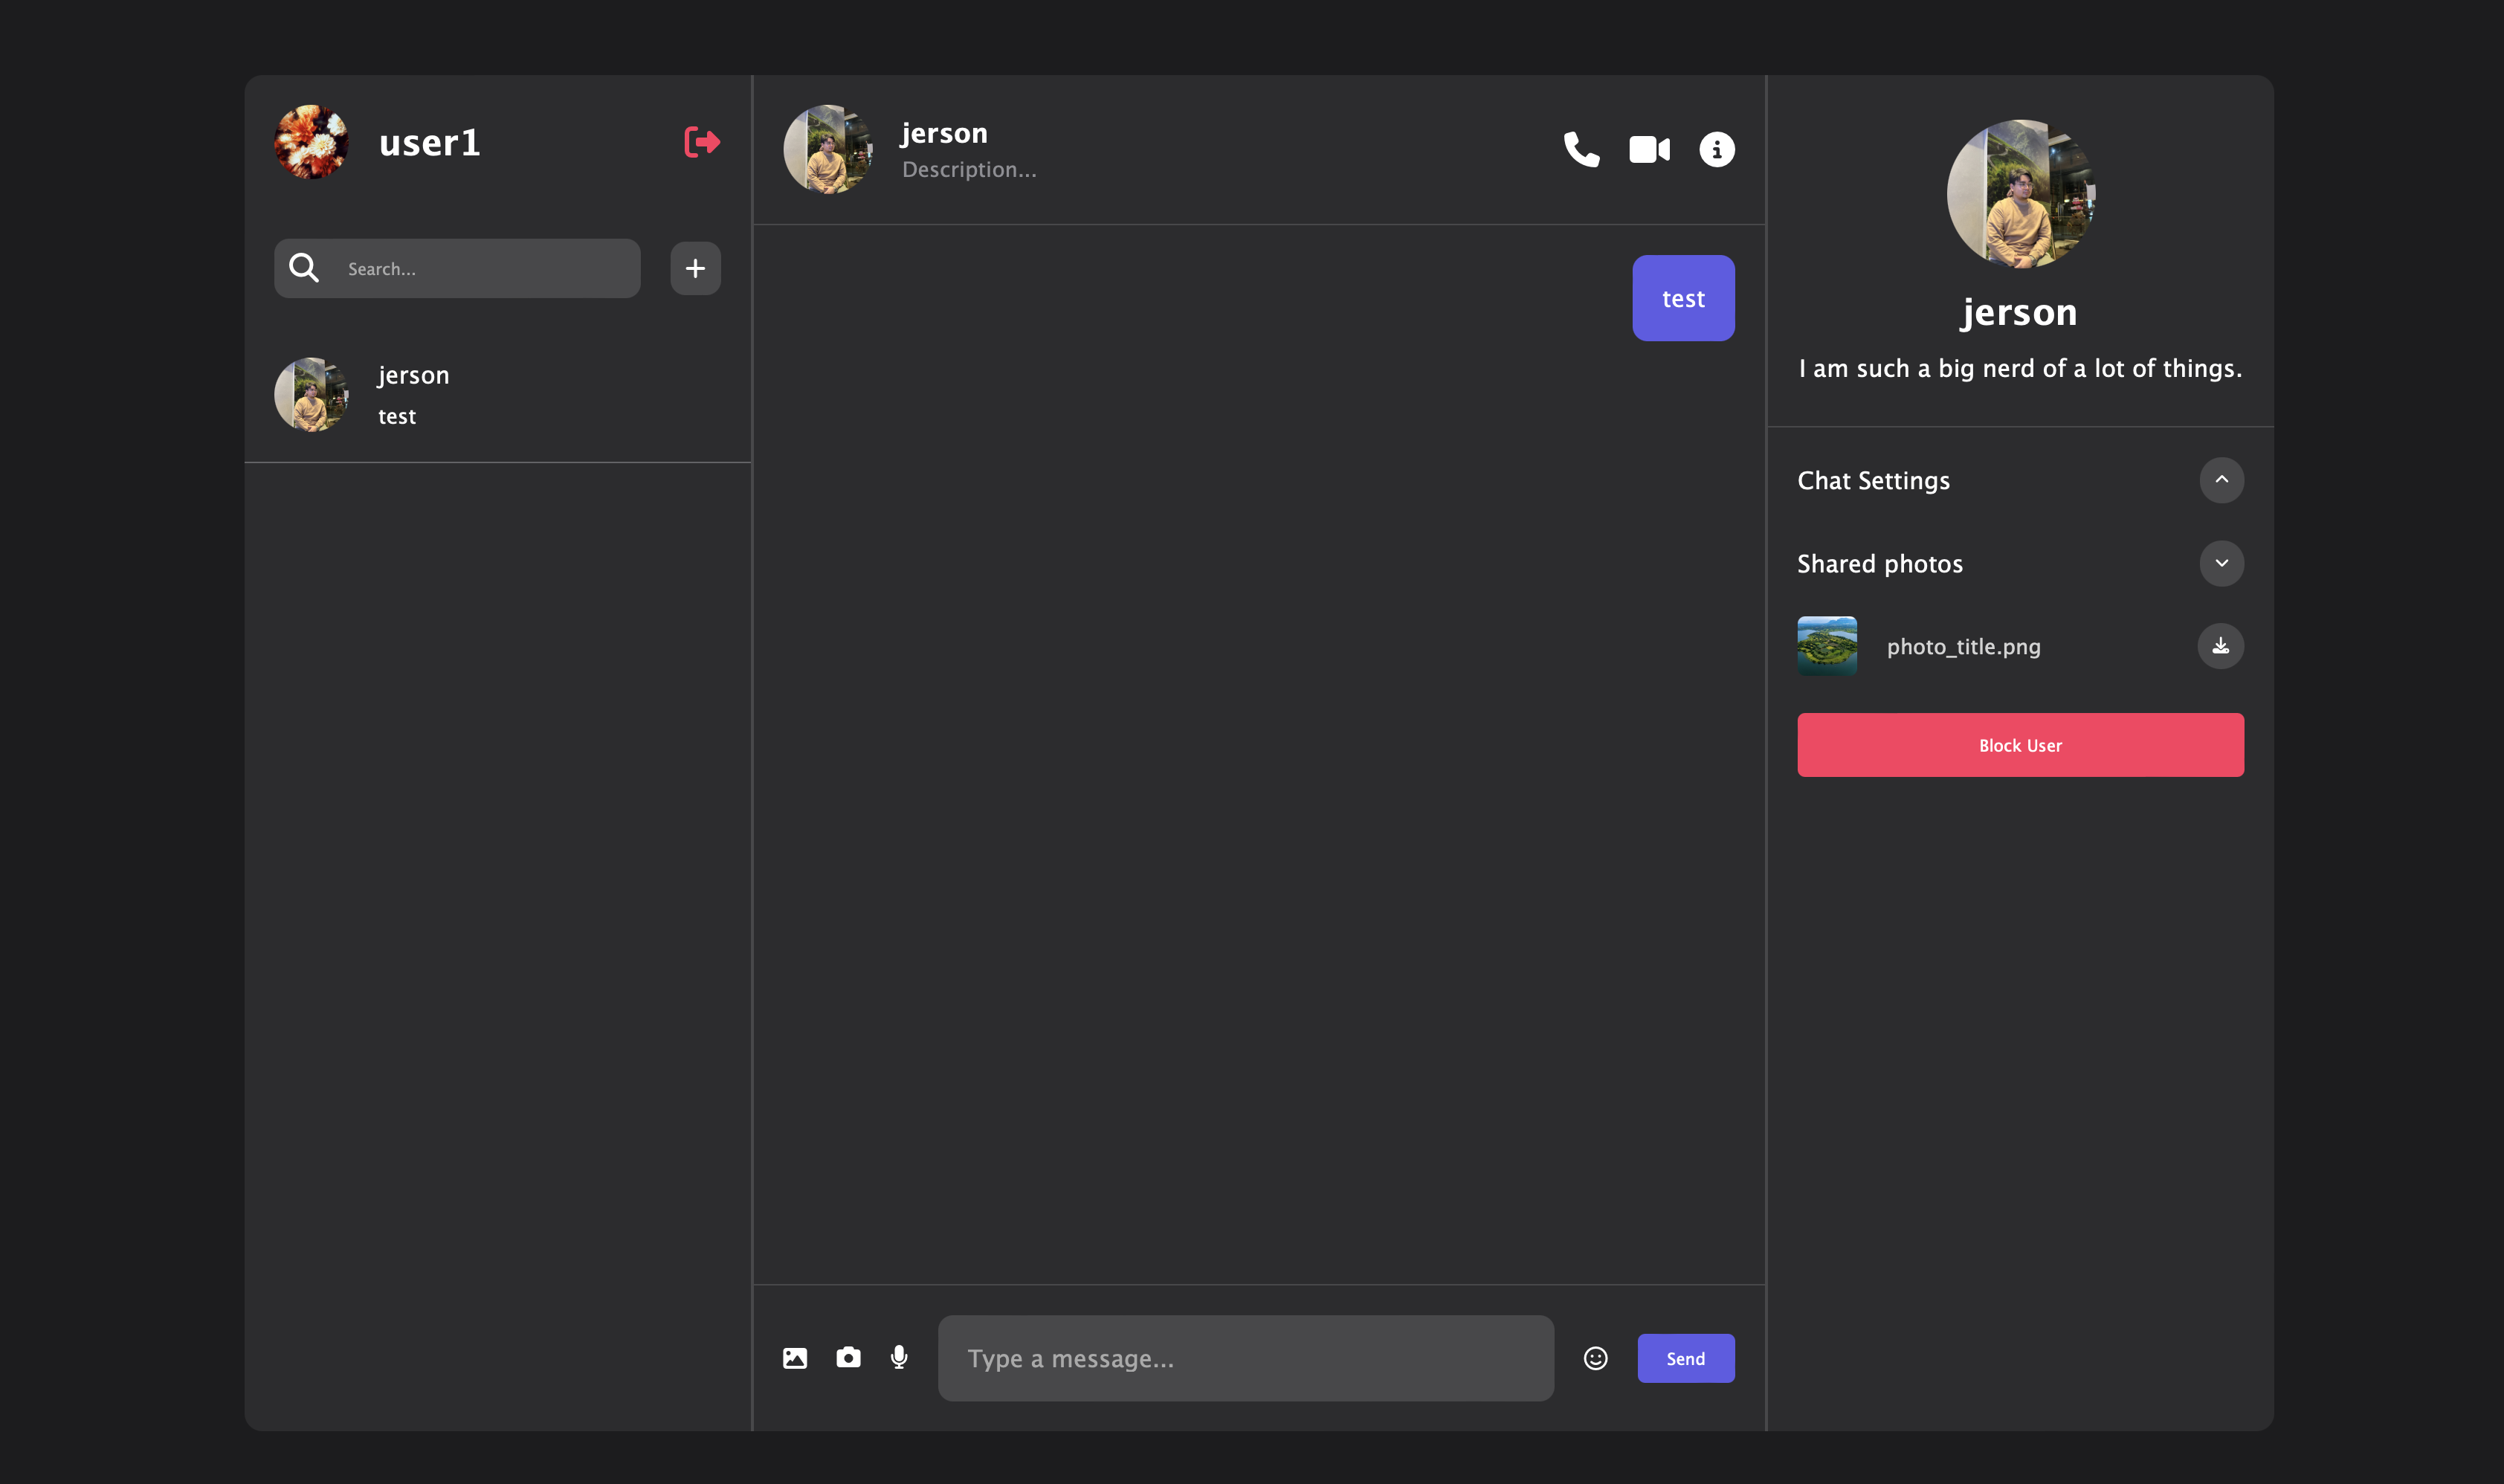 user1
Search...
jerson
test
jerson
Description...
test
Type a message...
Send
jerson
I am such a big nerd of a lot of things.
Chat Settings
Shared photos
photo_title.png
Block User